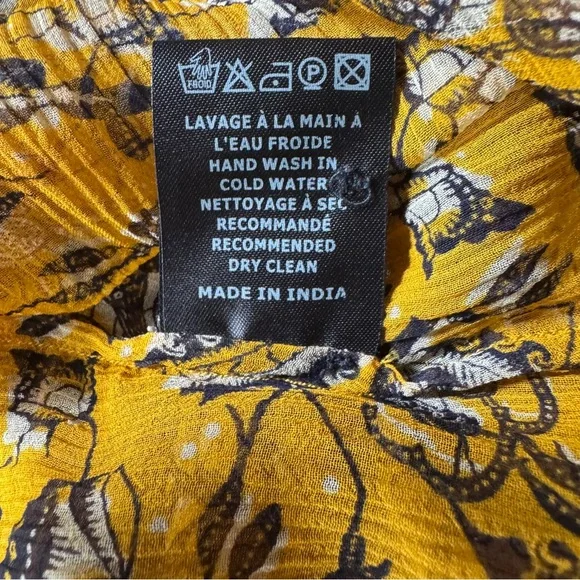 FROID
P
LAVAGE À LA MAIN À
L'EAU FROIDE
HAND WASH IN
COLD WATER
NETTOYAGE À SEC
RECOMMANDÉ
RECOMMENDED
DRY CLEAN
MADE IN INDIA